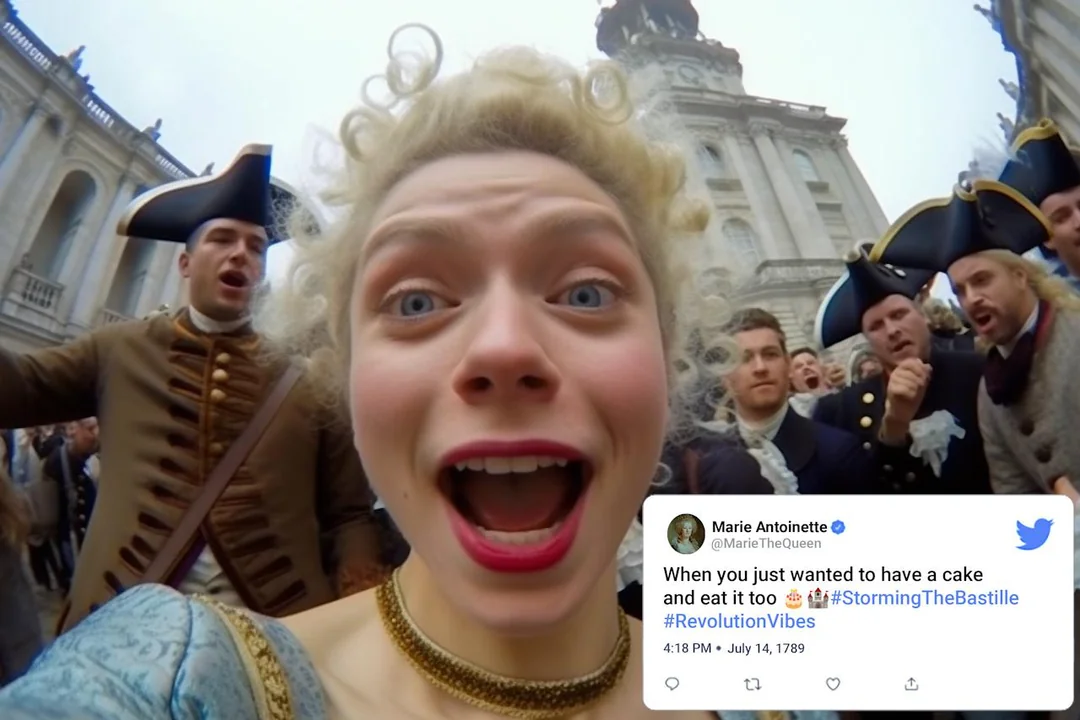 Marie Antoinette
@MarieTheQueen
When you just wanted to have a cake
and eat it too 🎂🏰#StormingTheBastille
#RevolutionVibes
4:18 PM • July 14, 1789